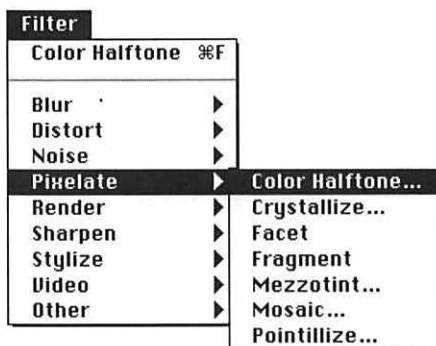 Filter
Color Halftone ⌘F
Blur
Distort
Noise
Pixelate
Render
Sharpen
Stylize
Video
Other
Color Halftone...
Crystallize...
Facet
Fragment
Mezzotint...
Mosaic...
Pointillize...